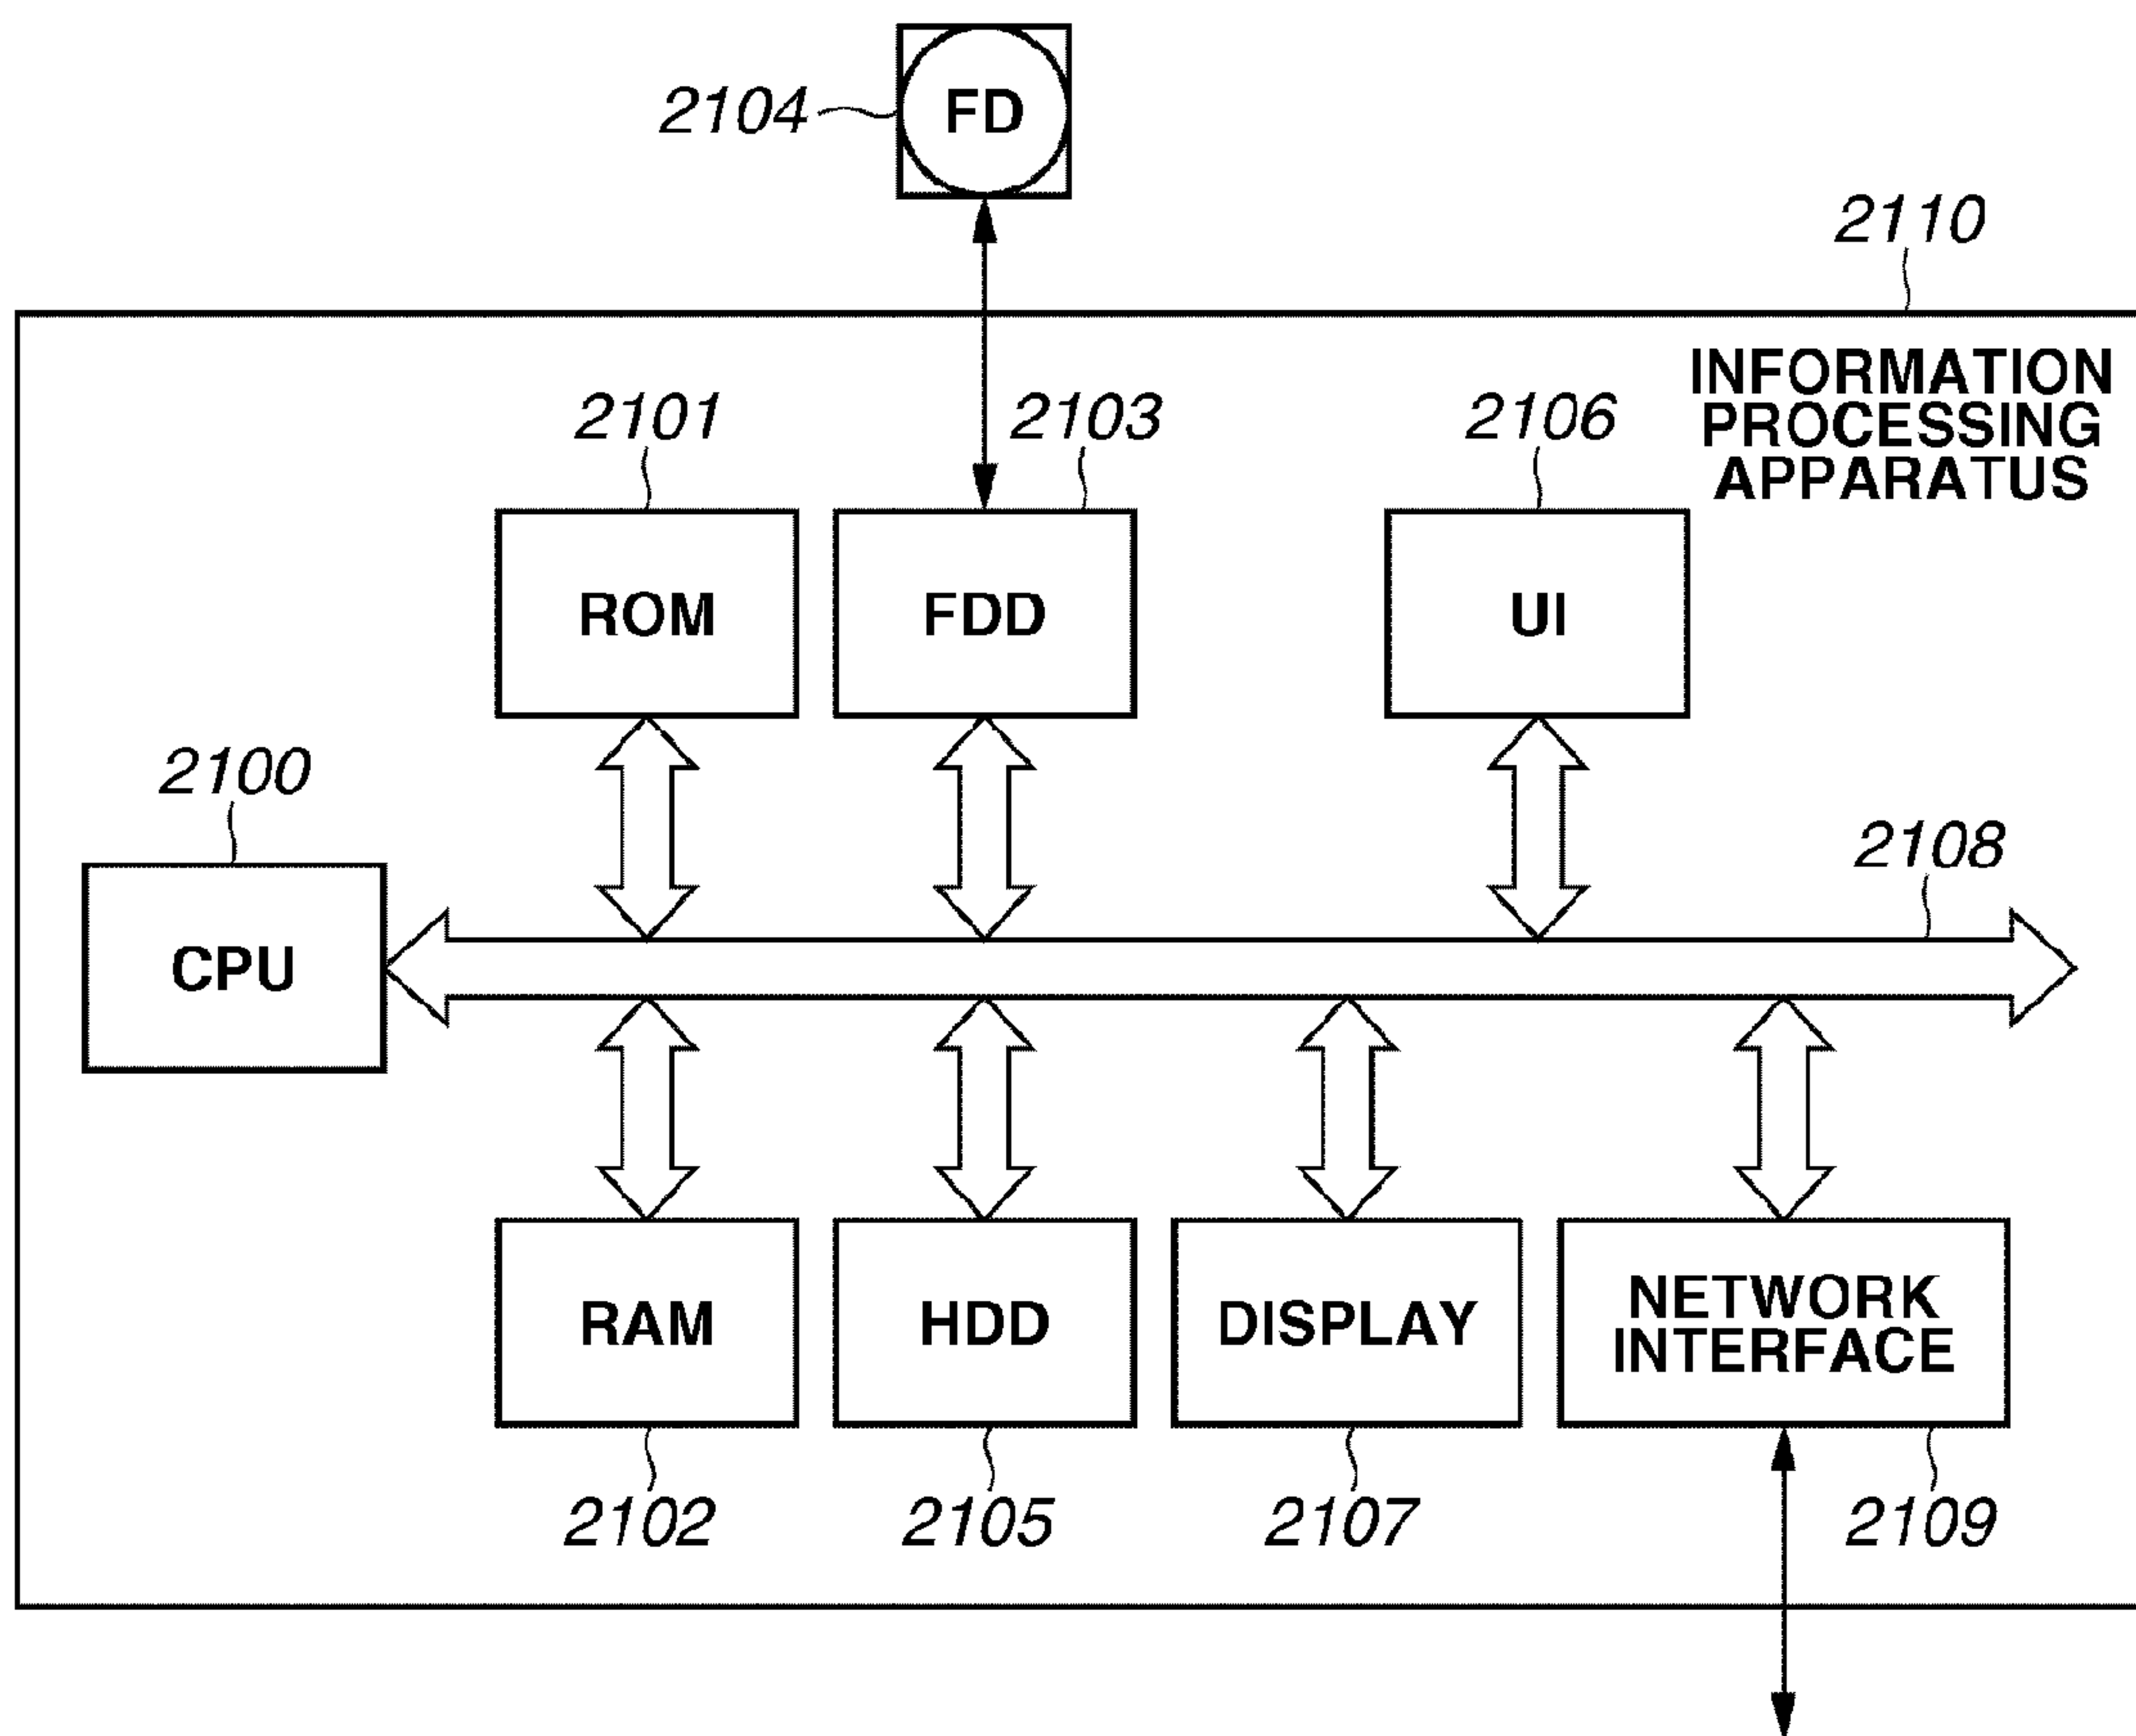 2104
FD
2110
INFORMATION
PROCESSING
APPARATUS
2101
2103
2106
ROM
FDD
UI
2100
2108
CPU
RAM
HDD
DISPLAY
NETWORK
INTERFACE
2102
2105
2107
2109